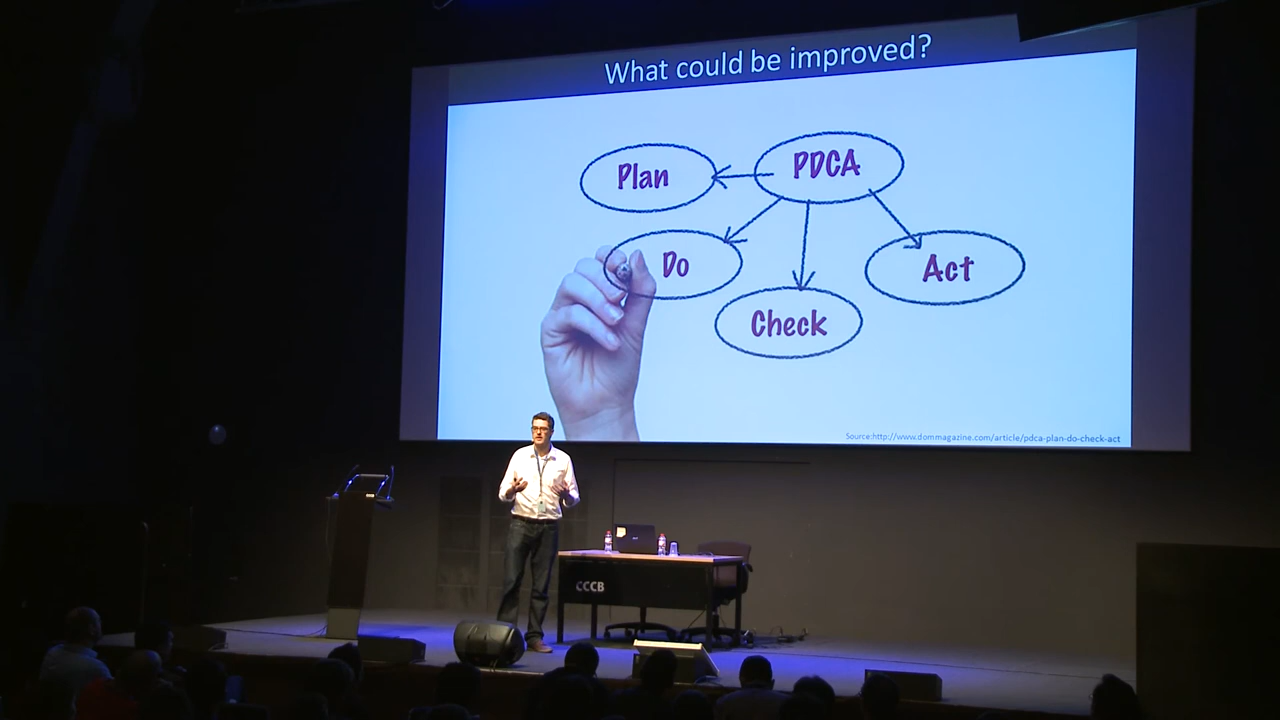 What could be improved?
Plan
PDCA
Do
Act
Check
Source:http://www.dommagazine.com/article/pdca-plan-do-check-act
CCCB